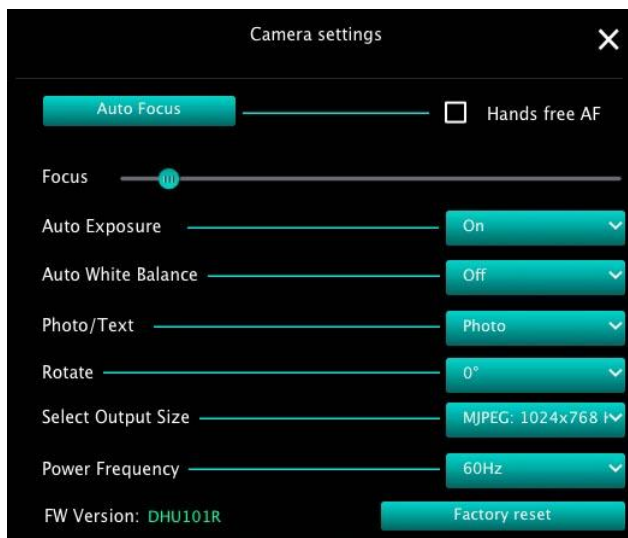 Camera settings
Auto Focus Hands free AF
Focus
Auto Exposure On
Auto White Balance Off
Photo/Text Photo
Rotate 0°
Select Output Size MJPEG: 1024x768
Power Frequency 60Hz
FW Version: DHU101R Factory reset